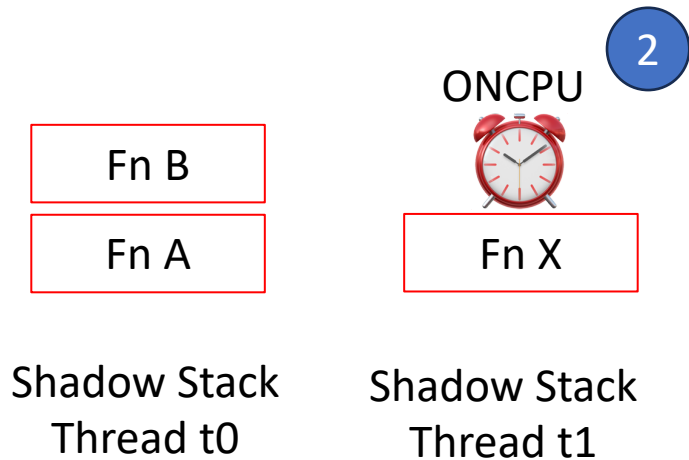 2
ONCPU
Fn B
Fn A
Fn X
Shadow Stack
Thread t0
Shadow Stack
Thread t1